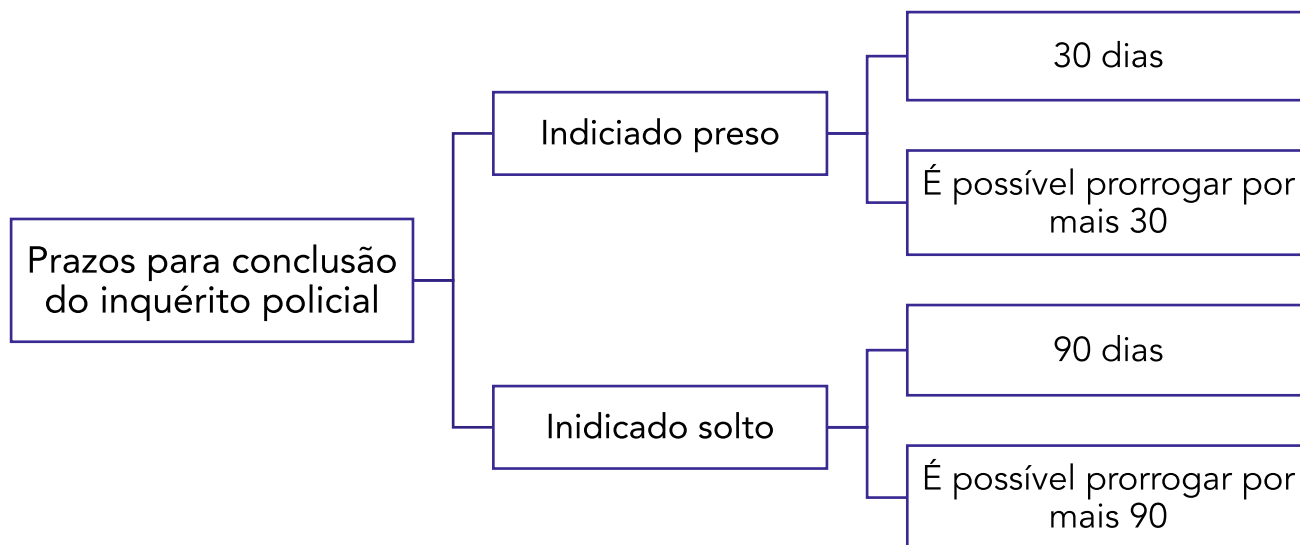 Prazos para conclusão
do inquérito policial
Indiciado preso
30 dias
É possível prorrogar por
mais 30
Inidicado solto
90 dias
É possível prorrogar por
mais 90